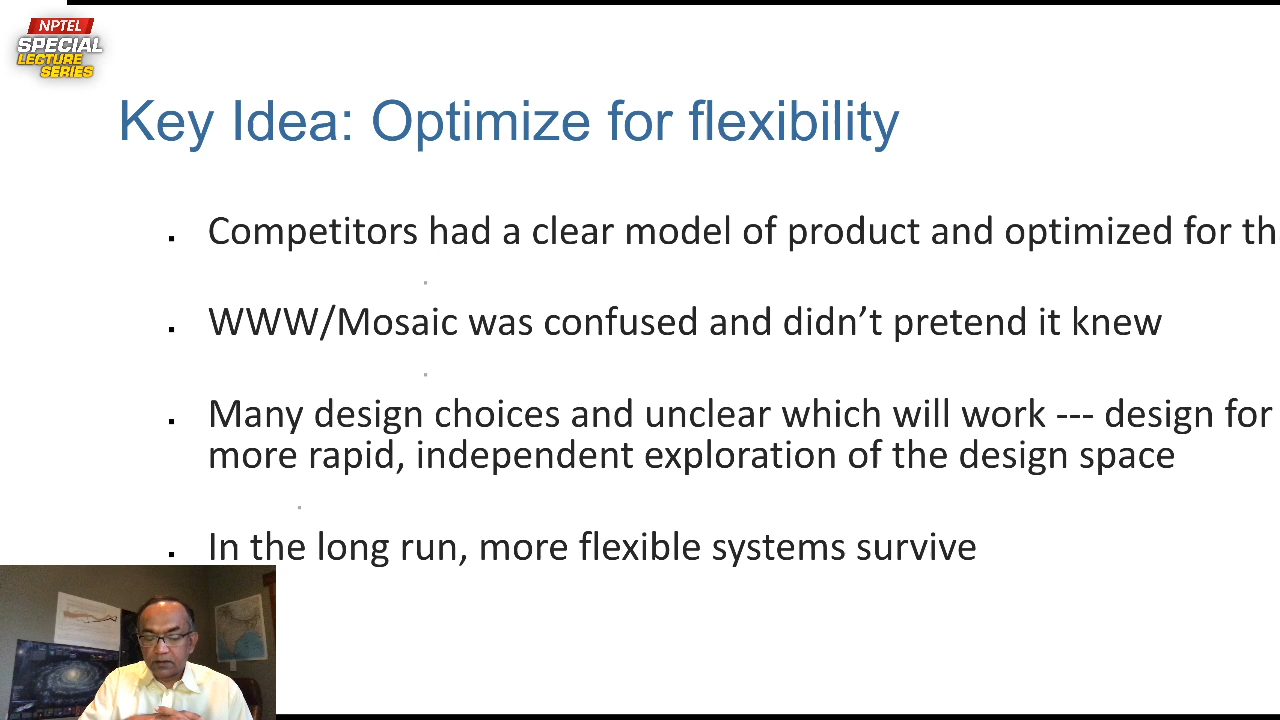 NPTEL
SPECIAL
LECTURE
SERIES
Key Idea: Optimize for flexibility
Competitors had a clear model of product and optimized for th
WWW/Mosaic was confused and didn’t pretend it knew
Many design choices and unclear which will work --- design for
more rapid, independent exploration of the design space
In the long run, more flexible systems survive